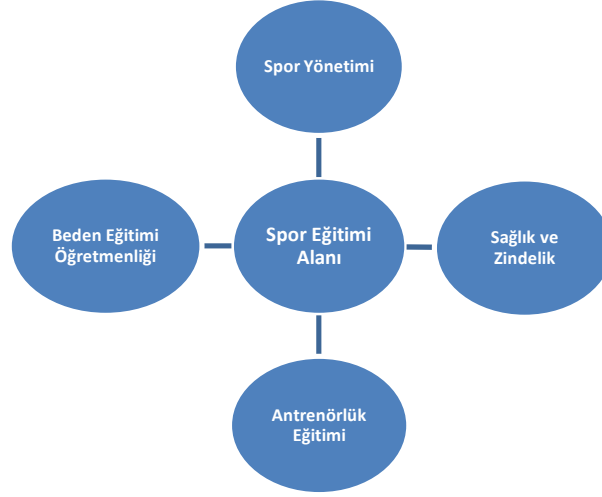 Spor Yönetimi
Beden Eğitimi
Öğretmenliği
Spor Eğitimi
Alanı
Sağlık ve
Zindelik
Antrenörlük
Eğitimi